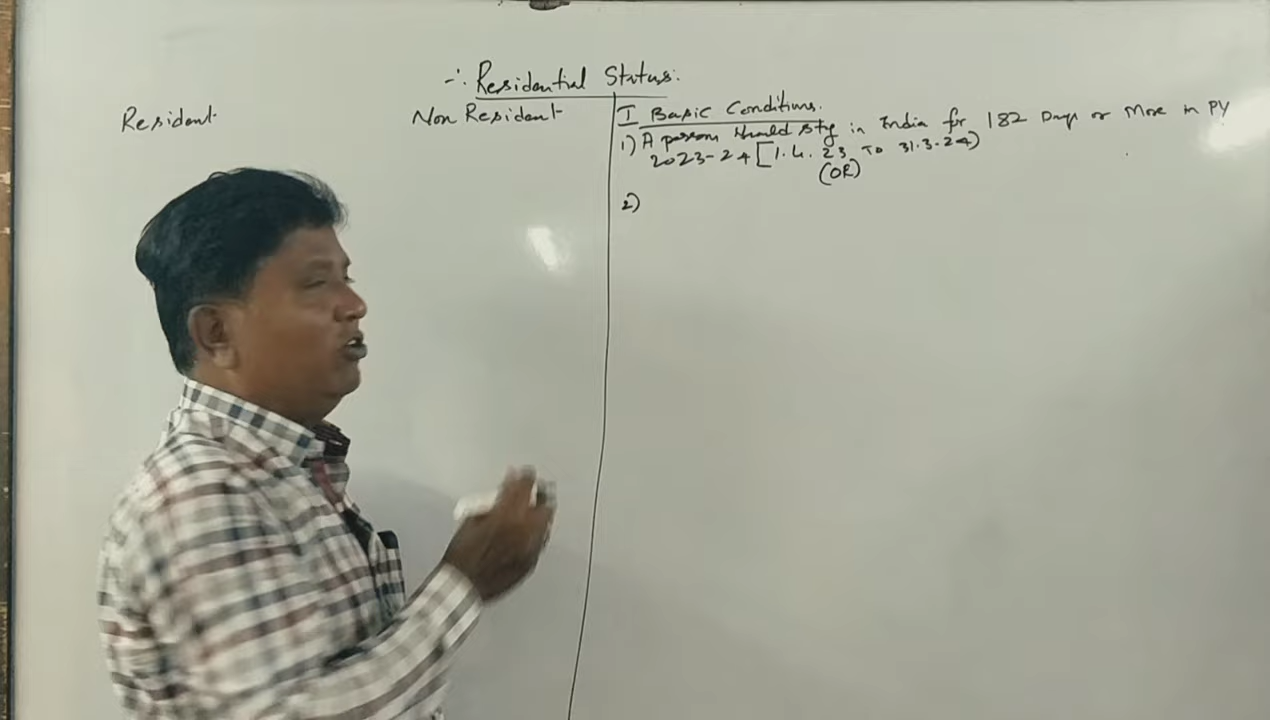 -: Residential Status:
Resident
Non Resident
I Basic Conditions.
1) A person should stay in India for 182 Days or More in PY
2023-24 [1.4.23 To 31.3.24)
(OR)
2)